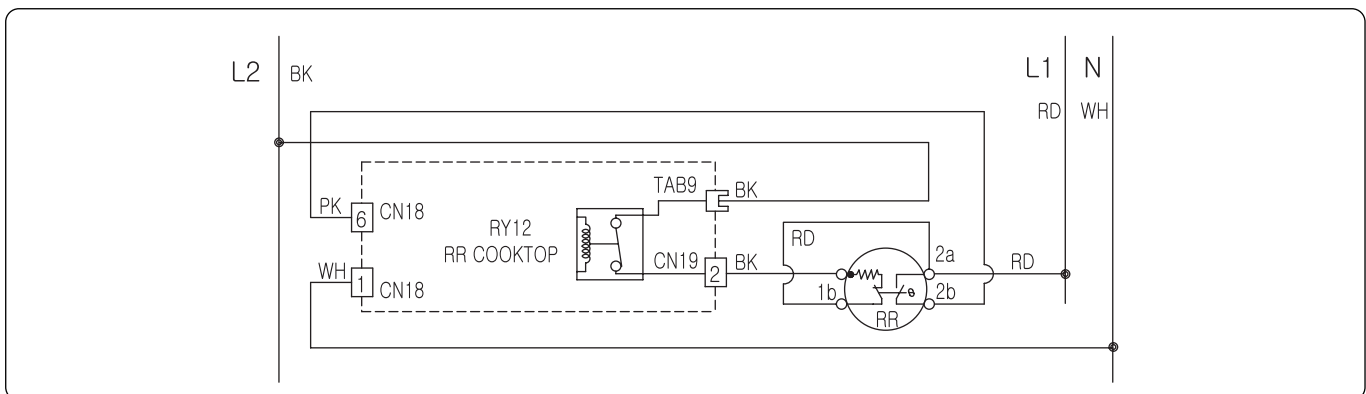 L2 BK
L1 N
RD WH
TAB9 BK
PK 6 CN18
RY12
RR COOKTOP
RD
WH
CN19 2 BK
2a RD
1 CN18
1b 2b
RR